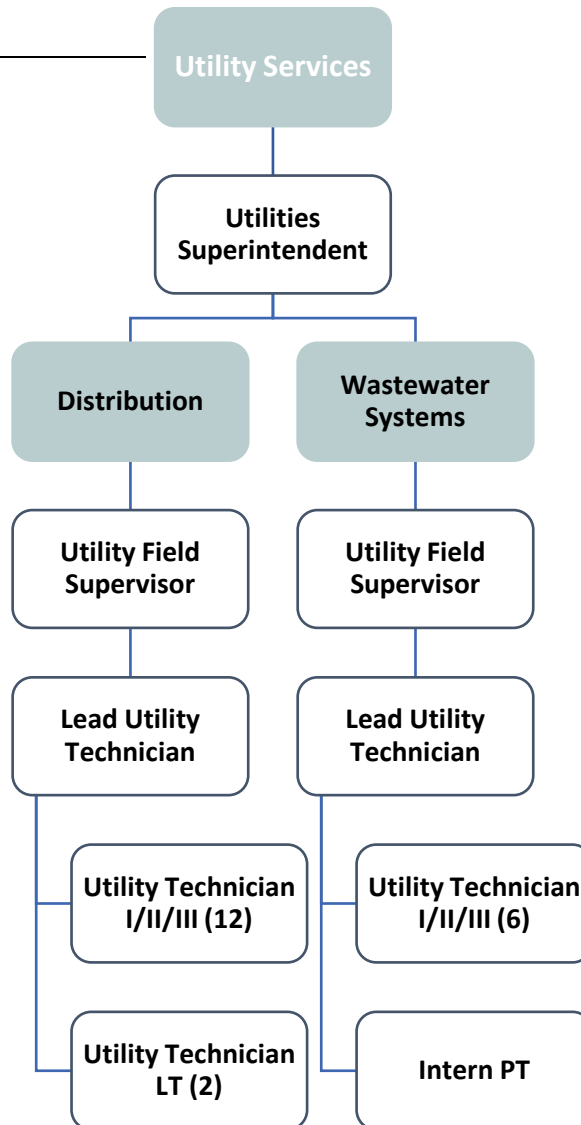 Utility Services
Utilities
Superintendent
Distribution
Wastewater
Systems
Utility Field
Supervisor
Utility Field
Supervisor
Lead Utility
Technician
Lead Utility
Technician
Utility Technician
I/II/III (12)
Utility Technician
I/II/III (6)
Utility Technician
LT (2)
Intern PT